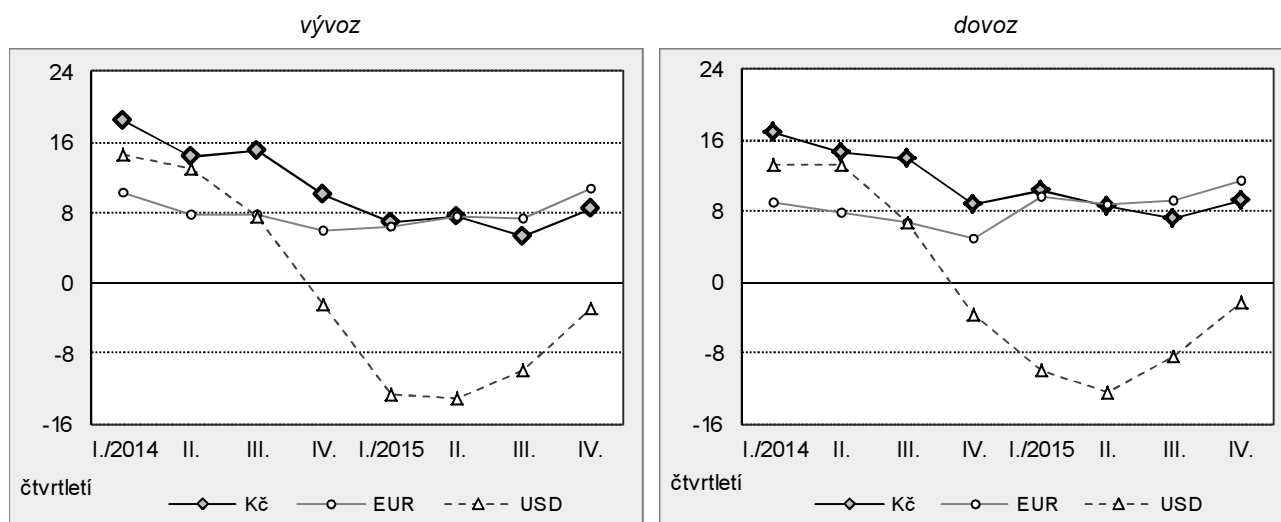 vývoz
24
16
8
0
-8
-16
I./2014 II. III. IV. I./2015 II. III. IV.
čtvrtletí
Kč EUR USD
dovoz
24
16
8
0
-8
-16
I./2014 II. III. IV. I./2015 II. III. IV.
čtvrtletí
Kč EUR USD